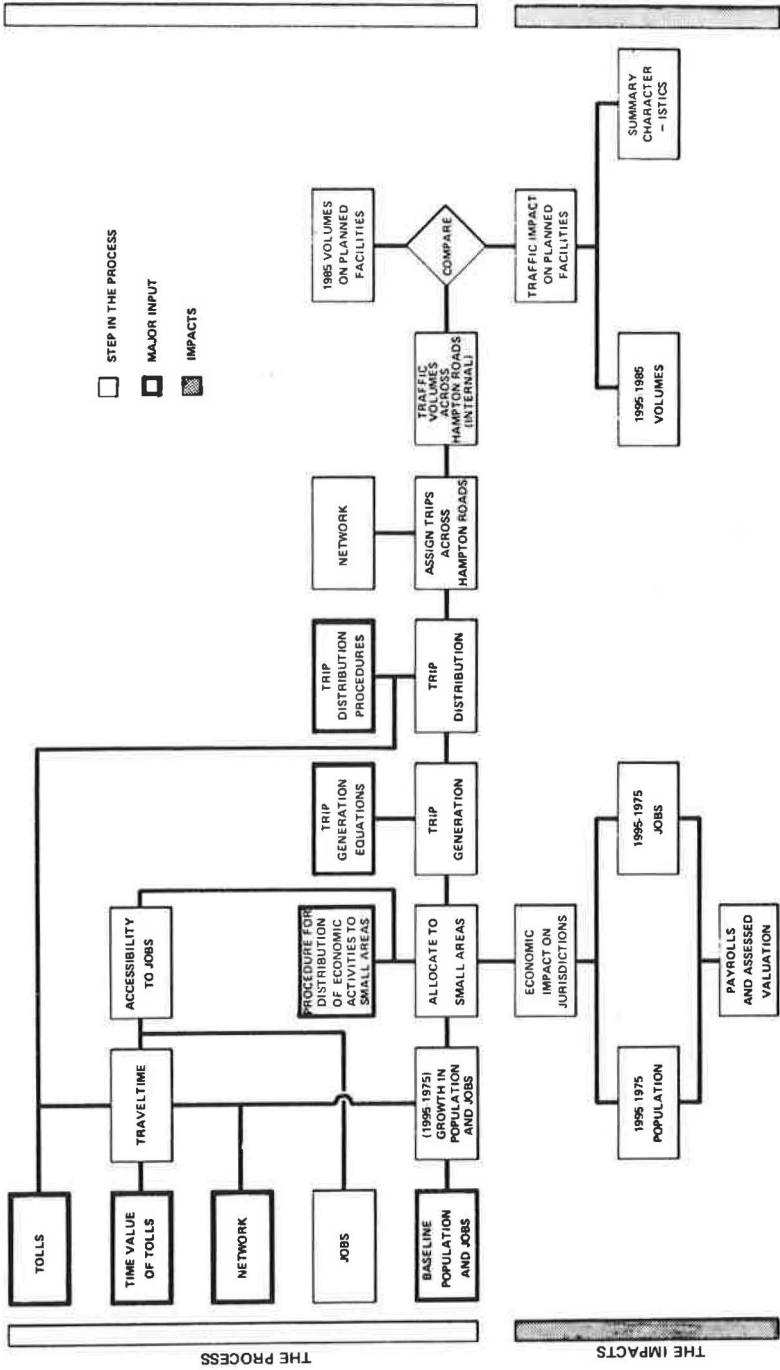 THE PROCESS
THE IMPACTS
STEP IN THE PROCESS
MAJOR INPUT
IMPACTS
TOLLS
TIME VALUE
OF TOLLS
TRAVELTIME
ACCESSIBILITY
TO JOBS
NETWORK
JOBS
PROCEDURE FOR
DISTRIBUTION
OF ECONOMIC
ACTIVITIES TO
SMALL AREAS
TRIP
GENERATION
EQUATIONS
TRIP
DISTRIBUTION
PROCEDURES
NETWORK
1985 VOLUMES
ON PLANNED
FACILITIES
BASELINE
POPULATION
AND JOBS
(1995-1975)
GROWTH IN
POPULATION
AND JOBS
ALLOCATE TO
SMALL AREAS
TRIP
GENERATION
TRIP
DISTRIBUTION
ASSIGN TRIPS
ACROSS
HAMPTON ROADS
TRAFFIC
VOLUMES
ACROSS
HAMPTON ROADS
(INTERNAL)
COMPARE
ECONOMIC
IMPACT ON
JURISDICTIONS
TRAFFIC IMPACT
ON PLANNED
FACILITIES
1995-1975
POPULATION
1995-1975
JOBS
1995-1985
VOLUMES
SUMMARY
CHARACTER
- ISTICS
PAYROLLS
AND ASSESSED
VALUATION